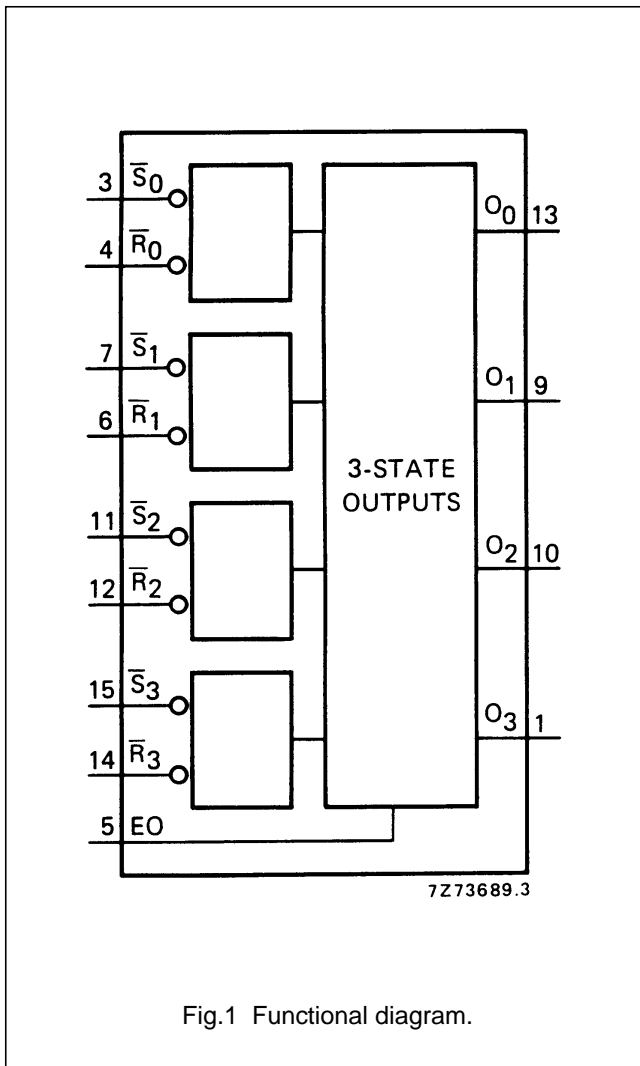 3 S̅0
O0 13
4 R̅0
7 S̅1
O1 9
6 R̅1
3-STATE
OUTPUTS
11 S̅2
O2 10
12 R̅2
15 S̅3
O3 1
14 R̅3
5 EO
7Z73689.3
Fig.1 Functional diagram.